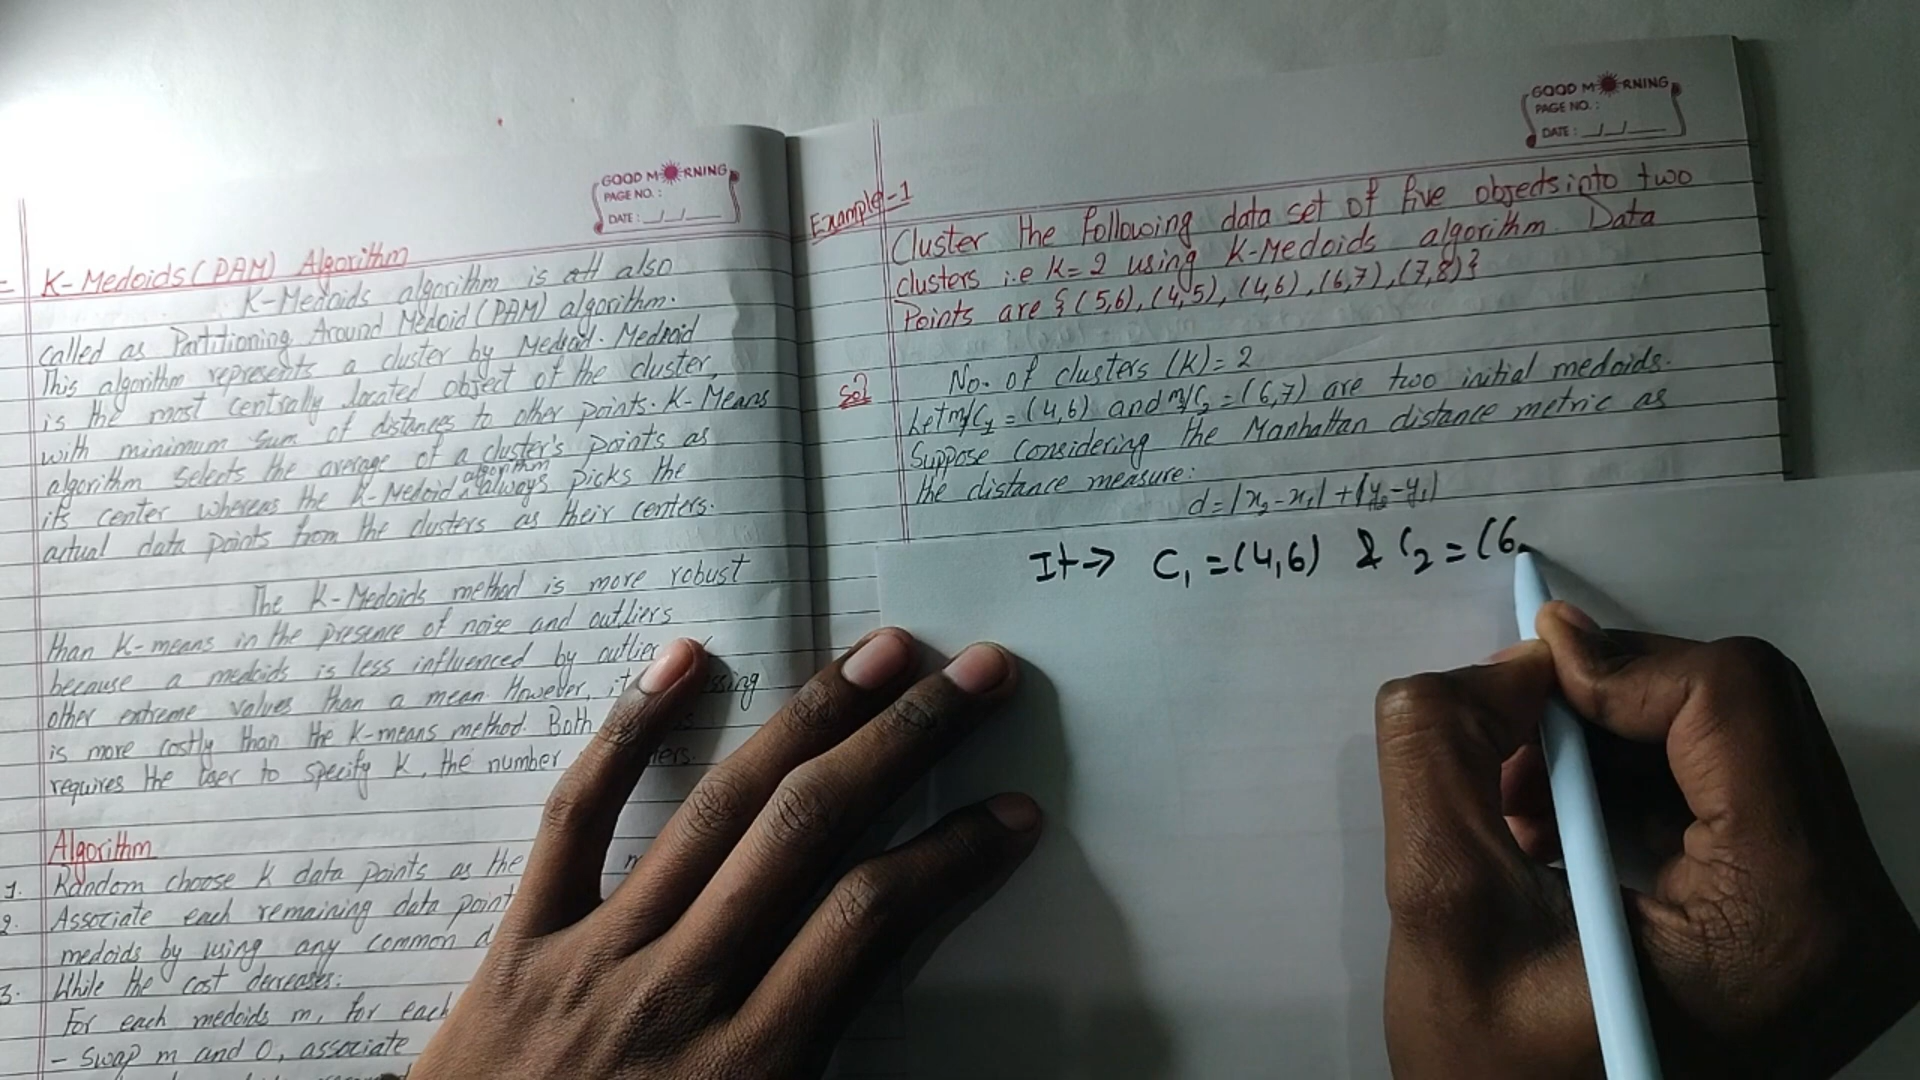 GOOD MORNING
PAGE NO. :
DATE : __/__/____
K-Medoids (PAM) Algorithm
K-Medoids algorithm is also
called as Partitioning Around Medoid (PAM) algorithm.
This algorithm represents a cluster by Medoid. Medoid
is the most centrally located object of the cluster,
with minimum sum of distances to other points. K-Means
algorithm selects the average of a cluster's points as
its center whereas the K-Medoid algorithm always picks the
actual data points from the clusters as their centers.
The K-Medoids method is more robust
than K-means in the presence of noise and outliers
because a medoids is less influenced by outlier
other extreme values than a mean. However, it ssing
is more costly than the K-means method. Both
requires the user to specify K, the number
Algorithm
1. Random choose K data points as the
2. Associate each remaining data point
medoids by using any common d
3. While the cost decreases:
For each medoids m, for each
- Swap m and O, associate
GOOD MORNING
PAGE NO. :
DATE : __/__/____
Example-1
Cluster the following data set of five objects into two
clusters i.e K=2 using K-Medoids algorithm. Data
Points are {(5,6), (4,5), (4,6), (6,7), (7,8)}
Sol No. of clusters (K) = 2
Let m/C1 = (4,6) and m/C2 = (6,7) are two initial medoids.
Suppose considering the Manhattan distance metric as
the distance measure:
d = |x2-x1| + |y2-y1|
It-> C1 = (4,6) & C2 = (6,